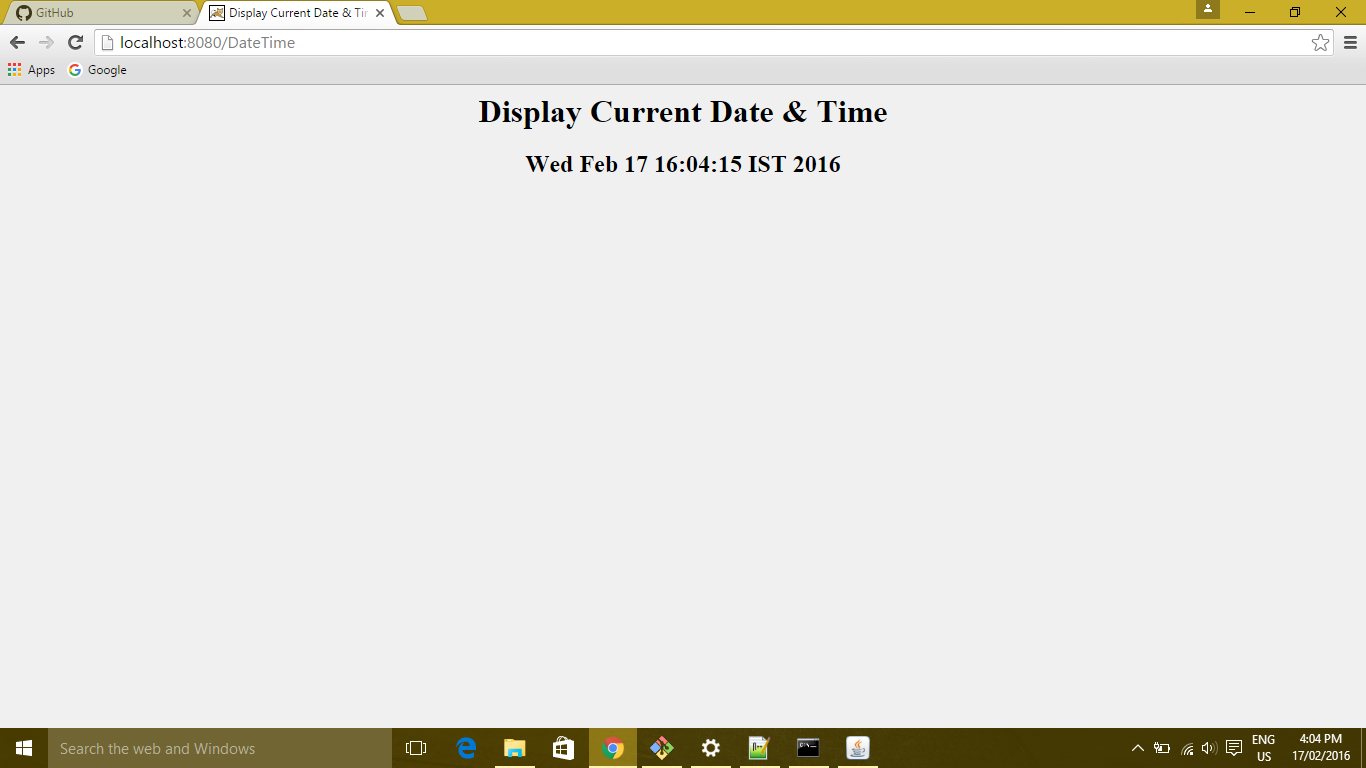 GitHub
Display Current Date & Ti
localhost:8080/DateTime
Apps Google
Display Current Date & Time
Wed Feb 17 16:04:15 IST 2016
Search the web and Windows
ENG
US
4:04 PM
17/02/2016